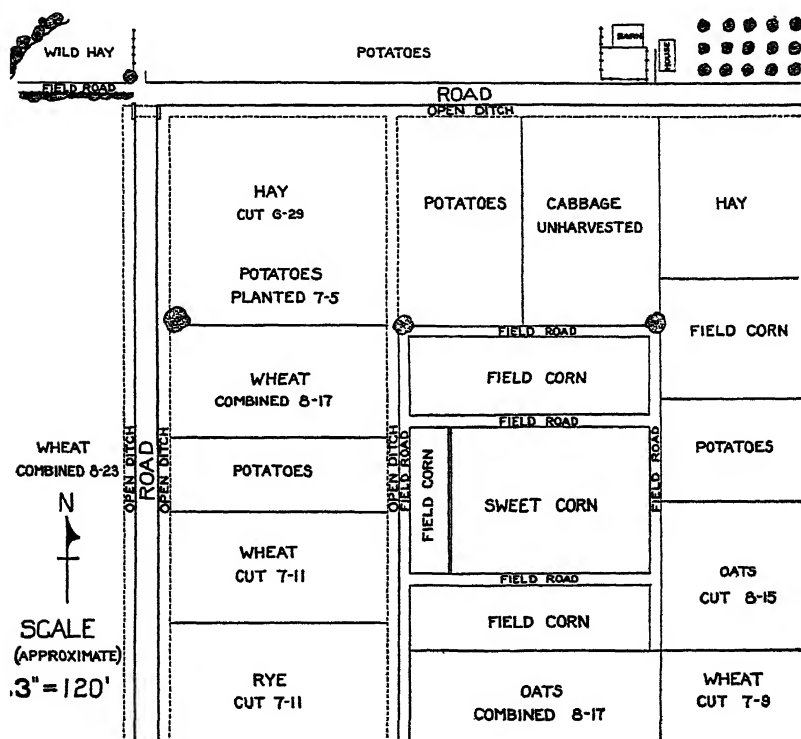 WILD HAY
POTATOES
BARN
HOUSE
FIELD ROAD
ROAD
OPEN DITCH
HAY
CUT 6-29
POTATOES
PLANTED 7-5
POTATOES
CABBAGE
UNHARVESTED
HAY
FIELD ROAD
FIELD CORN
WHEAT
COMBINED 8-17
FIELD CORN
FIELD ROAD
WHEAT
COMBINED 8-23
OPEN DITCH
ROAD
OPEN DITCH
POTATOES
OPEN DITCH
FIELD ROAD
FIELD CORN
SWEET CORN
FIELD ROAD
POTATOES
N
WHEAT
CUT 7-11
FIELD ROAD
OATS
CUT 8-15
SCALE
(APPROXIMATE)
.3"=120'
FIELD CORN
RYE
CUT 7-11
OATS
COMBINED 8-17
WHEAT
CUT 7-9